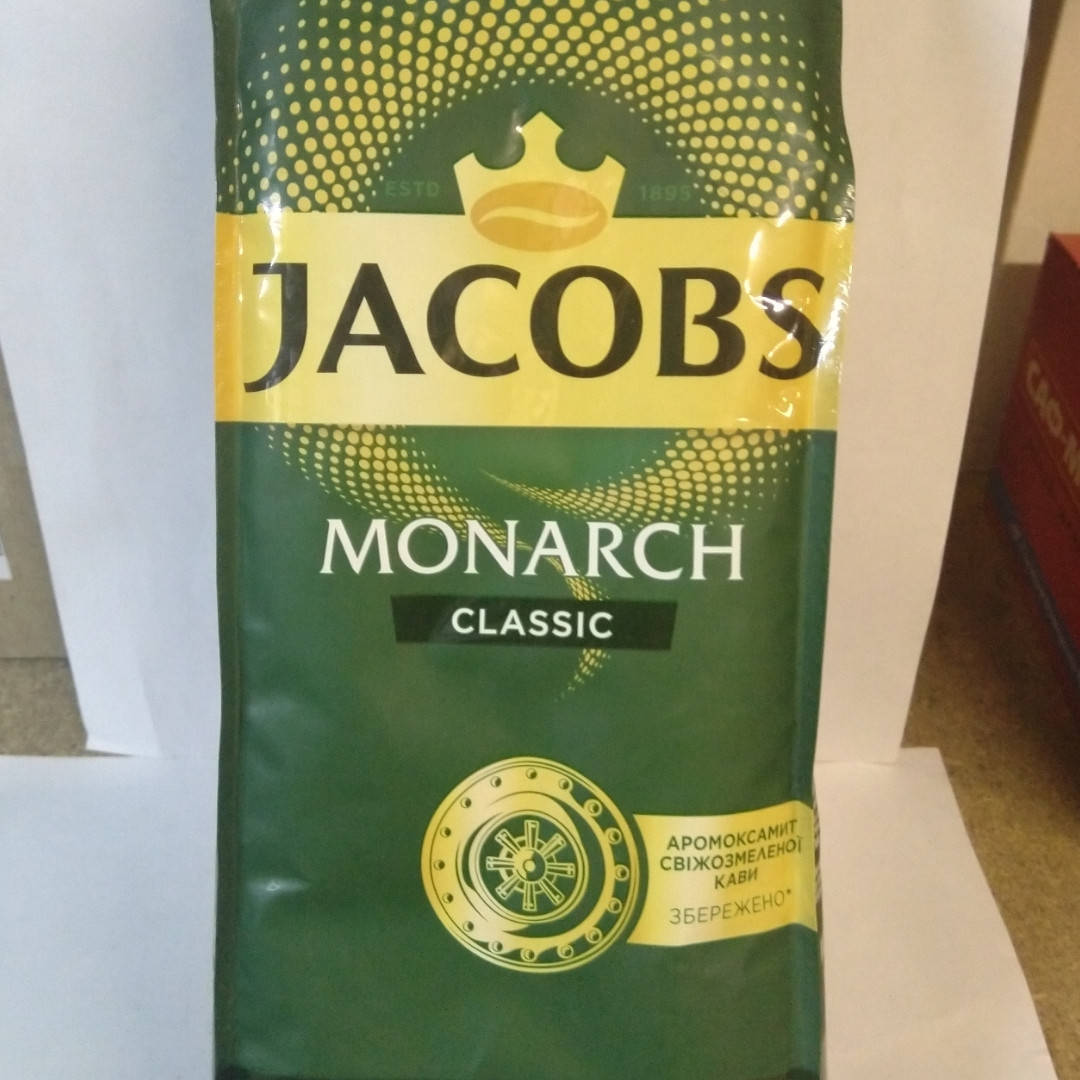 ESTD 1895
JACOBS
MONARCH
CLASSIC
АРОМОКСАМИТ
СВІЖОЗМЕЛЕНОЇ
КАВИ
ЗБЕРЕЖЕНО*